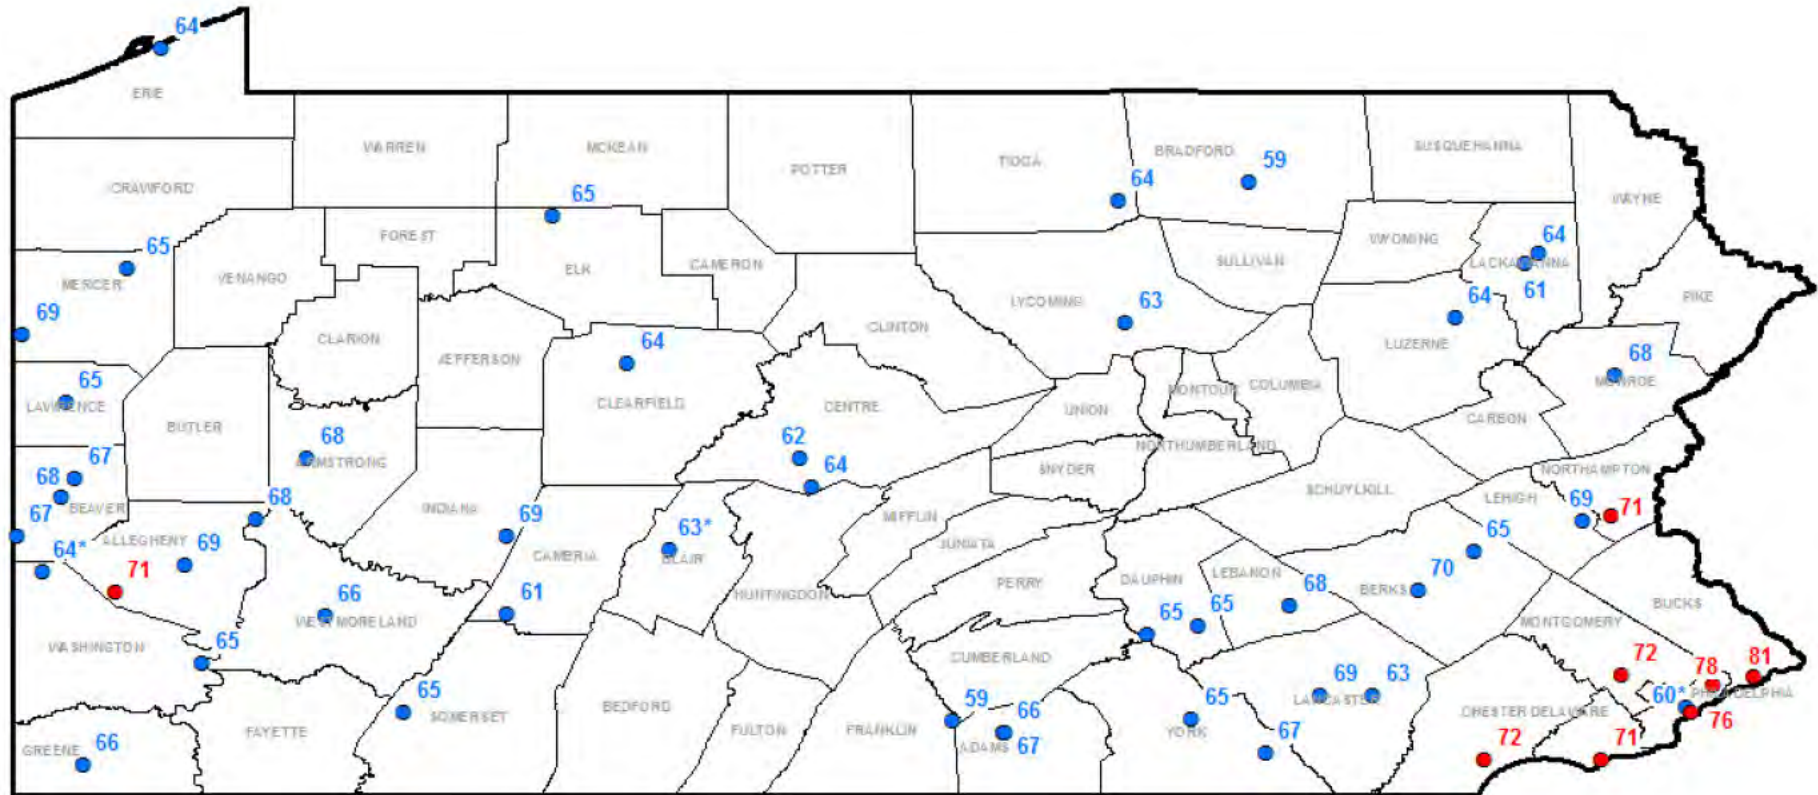 64
ERIE
WARREN
MCKEAN
POTTER
TIOGA
BRADFORD
59
SUSQUEHANNA
CRAWFORD
65
64
WAYNE
FOREST
65
MERCER
VENANGO
ELK
CAMERON
LYCOMING
SULLIVAN
WYOMING
64
LACKAWANNA
61
PIKE
69
CLARION
JEFFERSON
64
CLINTON
63
64
LUZERNE
65
LAWRENCE
BUTLER
CLEARFIELD
CENTRE
UNION
MONTOUR
COLUMBIA
CARBON
68
MONROE
68
ARMSTRONG
62
64
NORTHUMBERLAND
SNYDER
67
68
BEAVER
67
68
INDIANA
69
SCHUYLKILL
NORTHAMPTON
LEHIGH
69
71
64*
ALLEGHENY
69
71
CAMBRIA
63*
BLAIR
MIFFLIN
JUNIATA
65
HUNTINGDON
PERRY
DAUPHIN
LEBANON
68
BERKS
70
66
WESTMORELAND
61
65
65
BUCKS
MONTGOMERY
WASHINGTON
65
CUMBERLAND
72
78
81
65
SOMERSET
BEDFORD
59
66
65
69
LANCASTER
63
60*
PHILADELPHIA
76
GREENE
66
FAYETTE
FULTON
FRANKLIN
ADAMS
67
YORK
67
CHESTER
DELAWARE
72
71